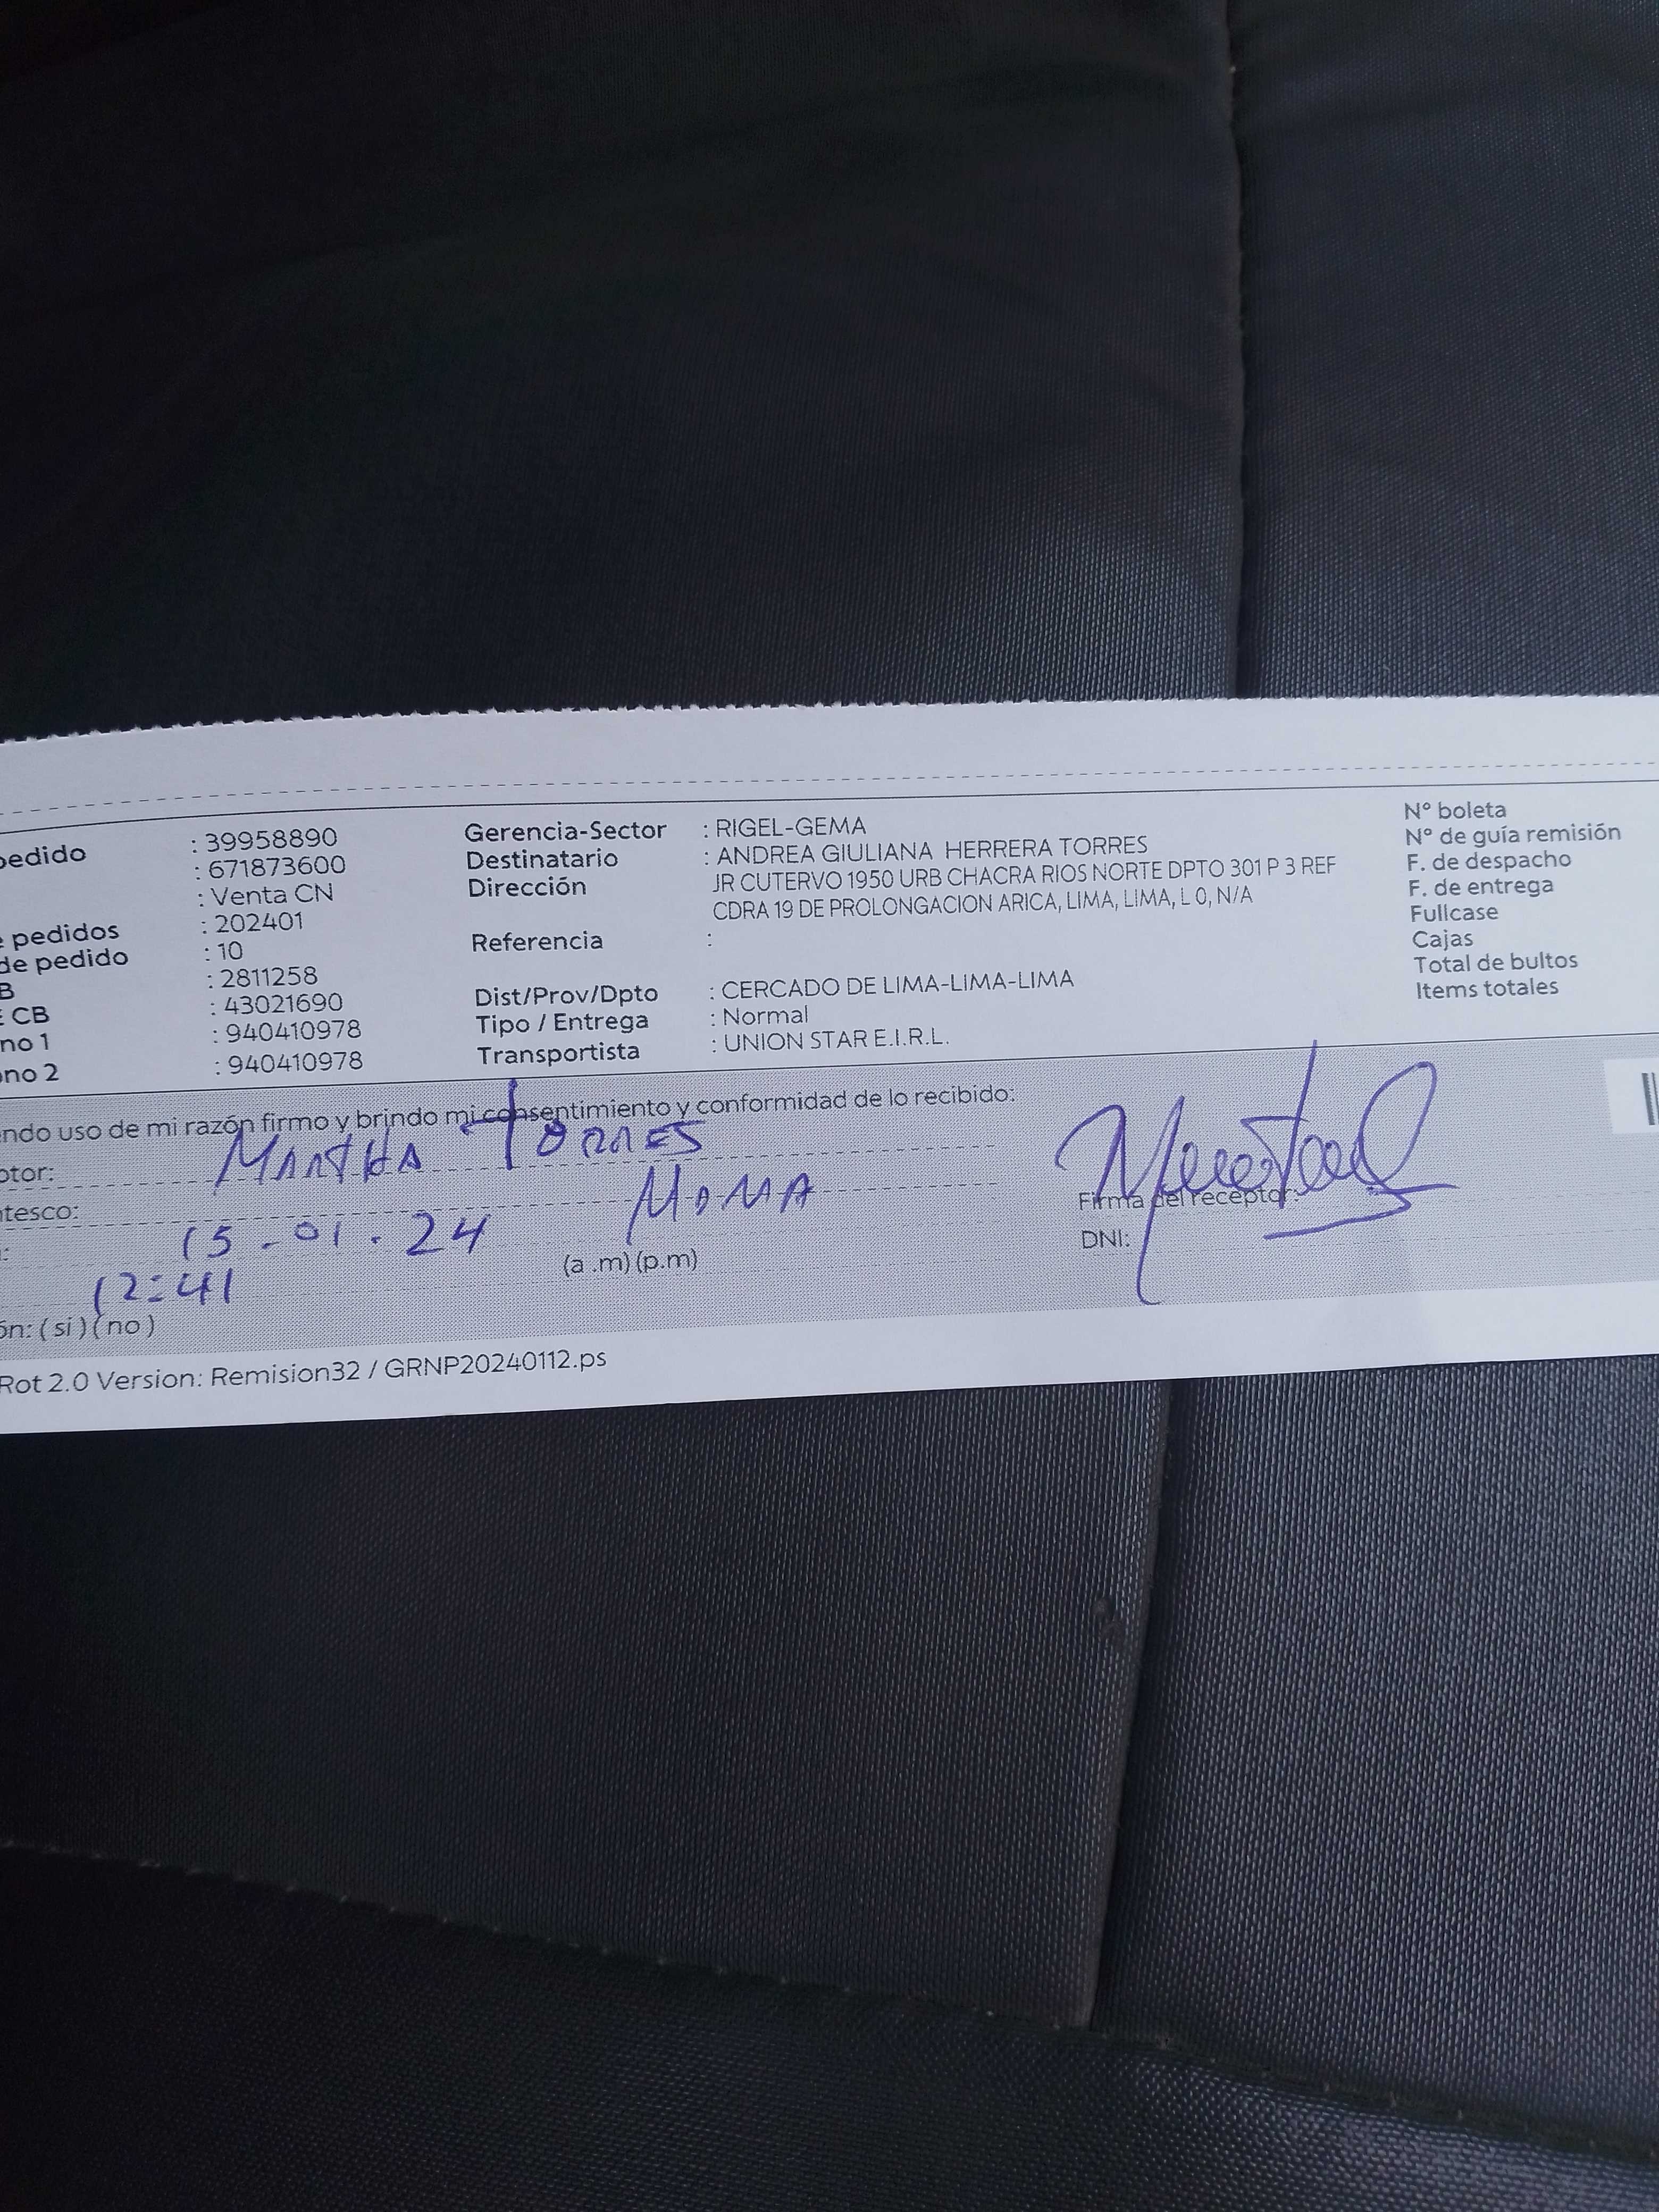 pedido : 39958890
: 671873600
: Venta CN
pedidos : 202401
de pedido : 10
B : 2811258
CB : 43021690
no 1 : 940410978
ono 2 : 940410978
Gerencia-Sector : RIGEL-GEMA
Destinatario : ANDREA GIULIANA HERRERA TORRES
Dirección JR CUTERVO 1950 URB CHACRA RIOS NORTE DPTO 301 P 3 REF
CDRA 19 DE PROLONGACION ARICA, LIMA, LIMA, L 0, N/A
Referencia :
Dist/Prov/Dpto : CERCADO DE LIMA-LIMA-LIMA
Tipo / Entrega : Normal
Transportista : UNION STAR E.I.R.L.
N° boleta
N° de guía remisión
F. de despacho
F. de entrega
Fullcase
Cajas
Total de bultos
Items totales
ndo uso de mi razón firmo y brindo mi consentimiento y conformidad de lo recibido:
ptor: MARTHA TORRES
ntesco: MAMA
: 15-01.24
12:41 (a .m) (p.m)
Firma del receptor:
DNI:
ón: ( si ) ( no )
Rot 2.0 Version: Remision32 / GRNP20240112.ps